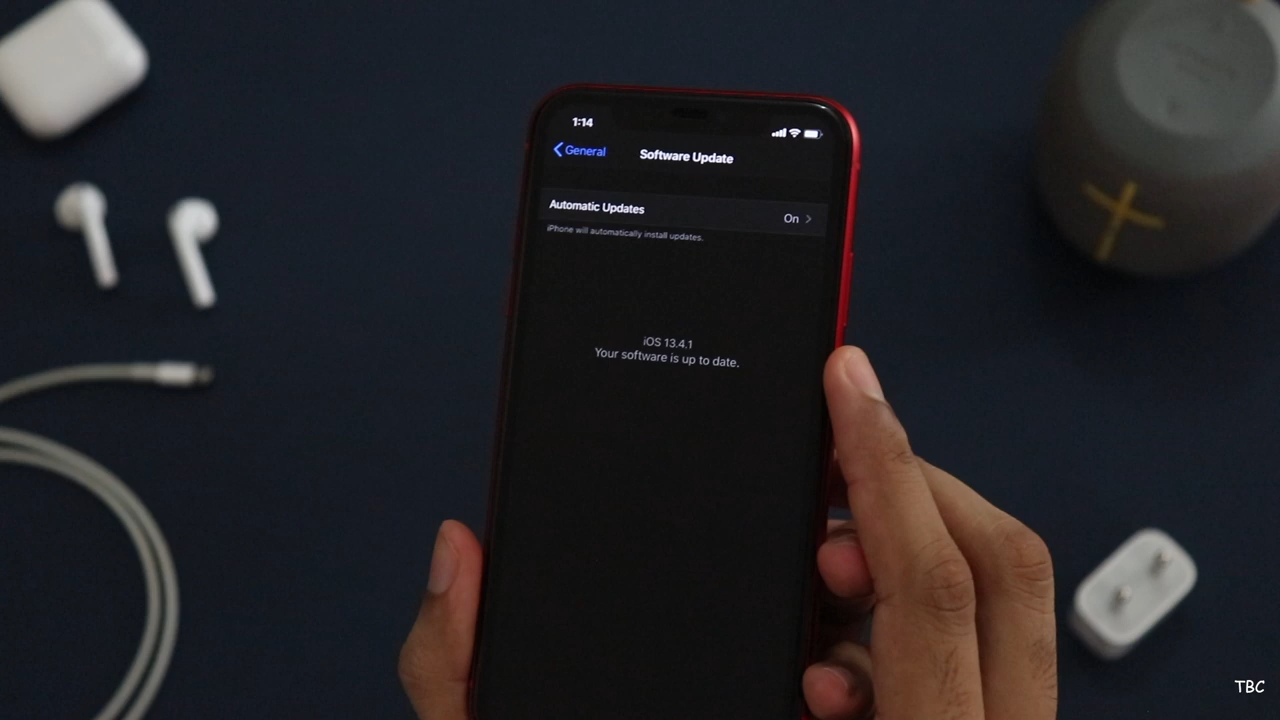 1:14
General
Software Update
Automatic Updates
On
iPhone will automatically install updates.
iOS 13.4.1
Your software is up to date.
TBC